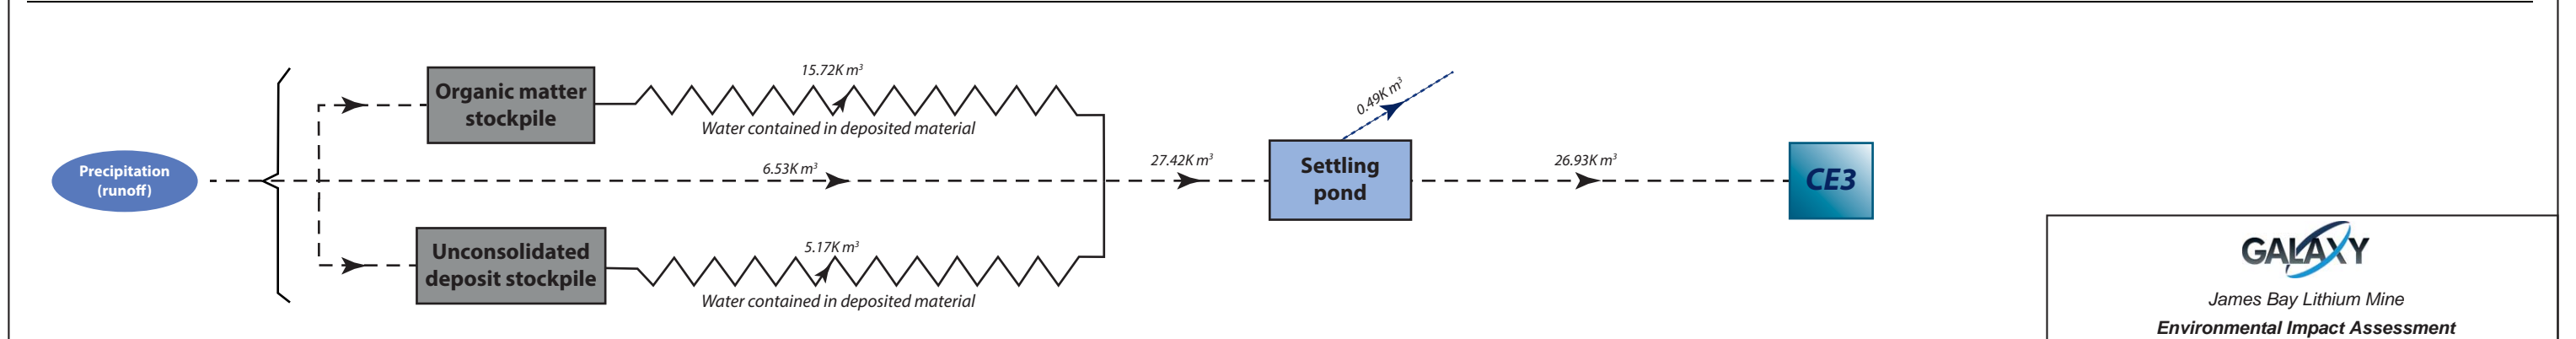 15.72K m³
Organic matter
stockpile
Water contained in deposited material
0.49K m³
Precipitation
(runoff)
6.53K m³
27.42K m³
Settling
pond
26.93K m³
CE3
Unconsolidated
deposit stockpile
5.17K m³
Water contained in deposited material
GALAXY
James Bay Lithium Mine
Environmental Impact Assessment